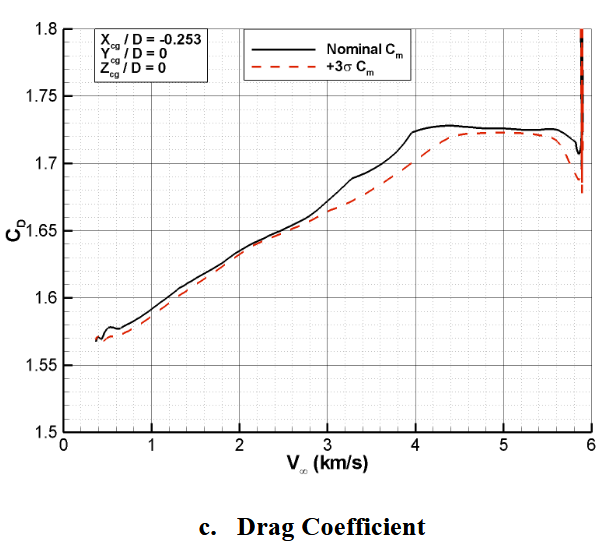 1.8
X_cg / D = -0.253
Y_cg / D = 0
Z_cg / D = 0
Nominal C_m
+3σ C_m
1.75
1.7
C_D
1.65
1.6
1.55
1.5
0 1 2 3 4 5 6
V_∞ (km/s)
c. Drag Coefficient